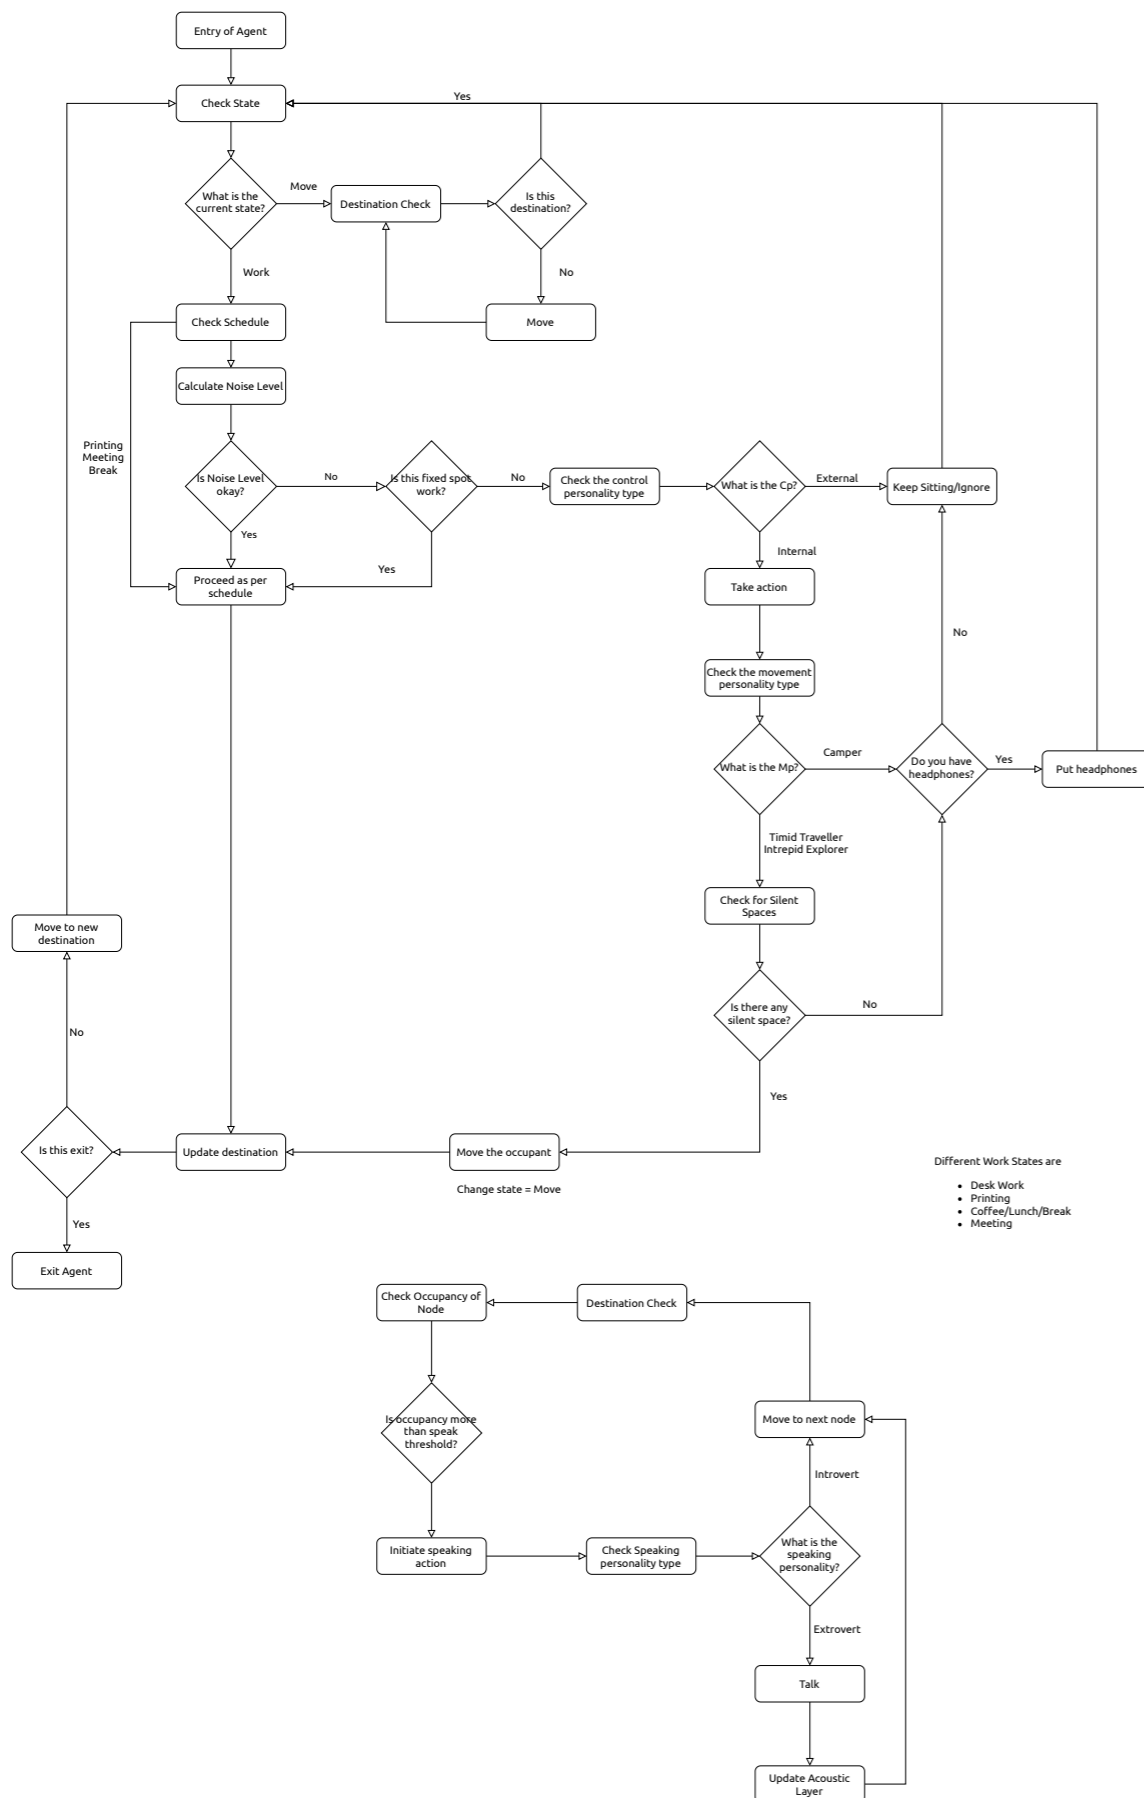 Entry of Agent
Check State
Yes
What is the
current state?
Move
Destination Check
Is this
destination?
Work
No
Check Schedule
Move
Calculate Noise Level
Printing
Meeting
Break
Is Noise Level
okay?
No
Is this fixed spot
work?
No
Check the control
personality type
What is the Cp?
External
Keep Sitting/Ignore
Yes
Internal
Yes
Proceed as per
schedule
Take action
No
Check the movement
personality type
What is the Mp?
Camper
Do you have
headphones?
Yes
Put headphones
Timid Traveller
Intrepid Explorer
Check for Silent
Spaces
Move to new
destination
Is there any
silent space?
No
No
Yes
Is this exit?
Update destination
Move the occupant
Change state = Move
Different Work States are
• Desk Work
• Printing
• Coffee/Lunch/Break
• Meeting
Yes
Exit Agent
Check Occupancy of
Node
Destination Check
Is occupancy more
than speak
threshold?
Move to next node
Introvert
Initiate speaking
action
Check Speaking
personality type
What is the
speaking
personality?
Extrovert
Talk
Update Acoustic
Layer